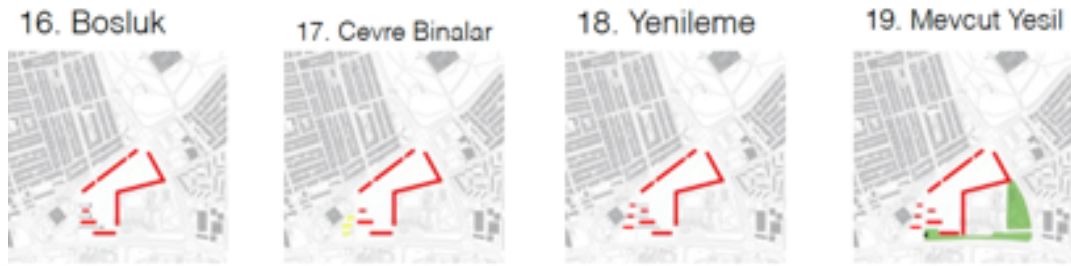 16. Bosluk
17. Cevre Binalar
18. Yenileme
19. Mevcut Yesil